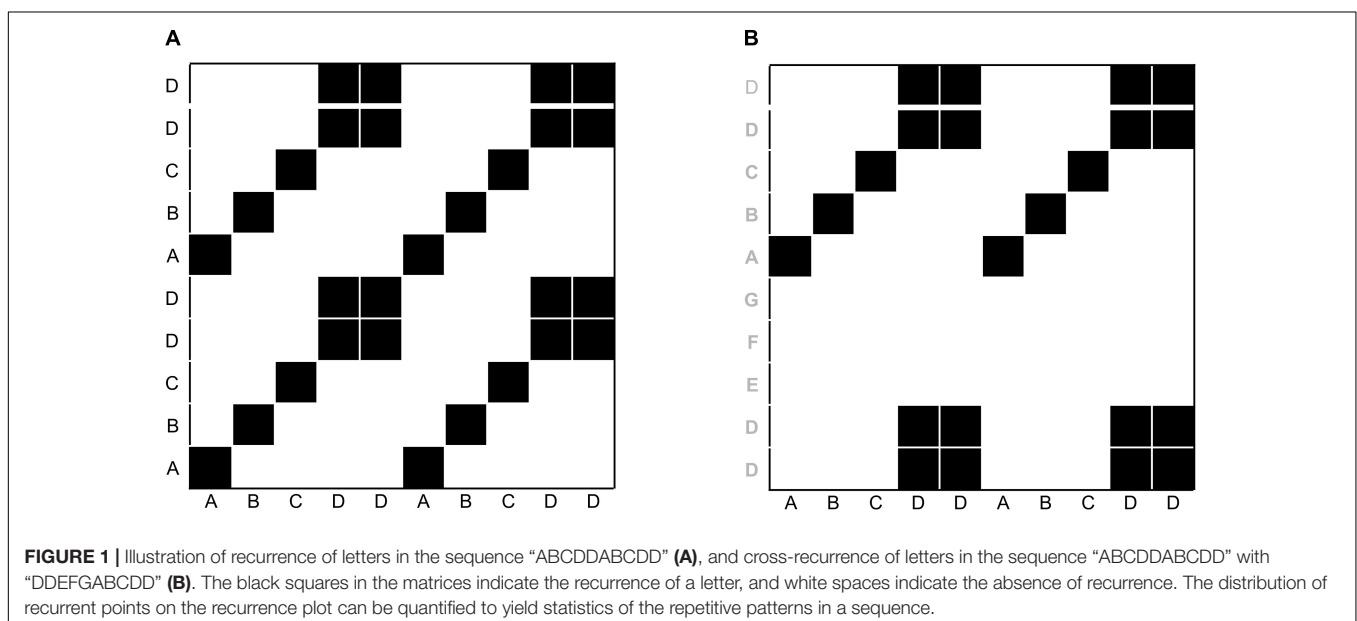 A
B
D
D
C
B
A
D
D
C
B
A
A B C D D A B C D D
D
D
C
B
A
G
F
E
D
D
A B C D D A B C D D
FIGURE 1 | Illustration of recurrence of letters in the sequence “ABCDDABCDD” (A), and cross-recurrence of letters in the sequence “ABCDDABCDD” with
“DDEFGABCDD” (B). The black squares in the matrices indicate the recurrence of a letter, and white spaces indicate the absence of recurrence. The distribution of
recurrent points on the recurrence plot can be quantified to yield statistics of the repetitive patterns in a sequence.